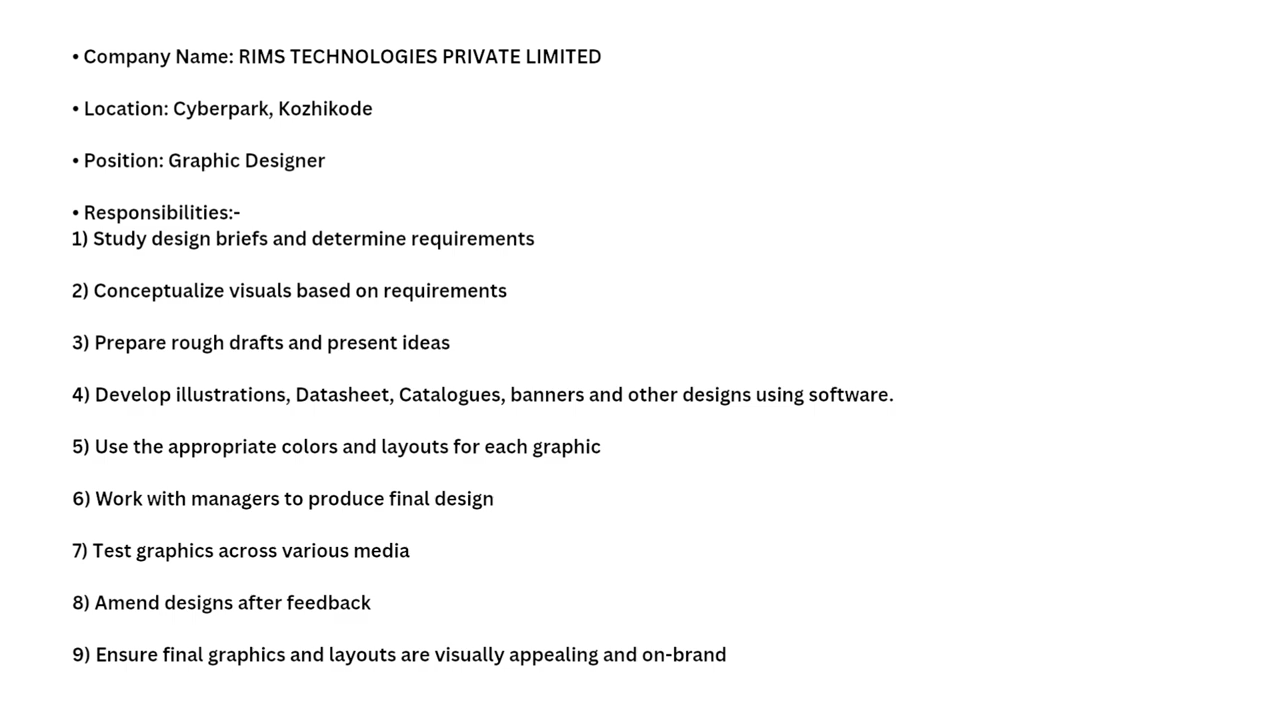 • Company Name: RIMS TECHNOLOGIES PRIVATE LIMITED
• Location: Cyberpark, Kozhikode
• Position: Graphic Designer
• Responsibilities:-
1) Study design briefs and determine requirements
2) Conceptualize visuals based on requirements
3) Prepare rough drafts and present ideas
4) Develop illustrations, Datasheet, Catalogues, banners and other designs using software.
5) Use the appropriate colors and layouts for each graphic
6) Work with managers to produce final design
7) Test graphics across various media
8) Amend designs after feedback
9) Ensure final graphics and layouts are visually appealing and on-brand